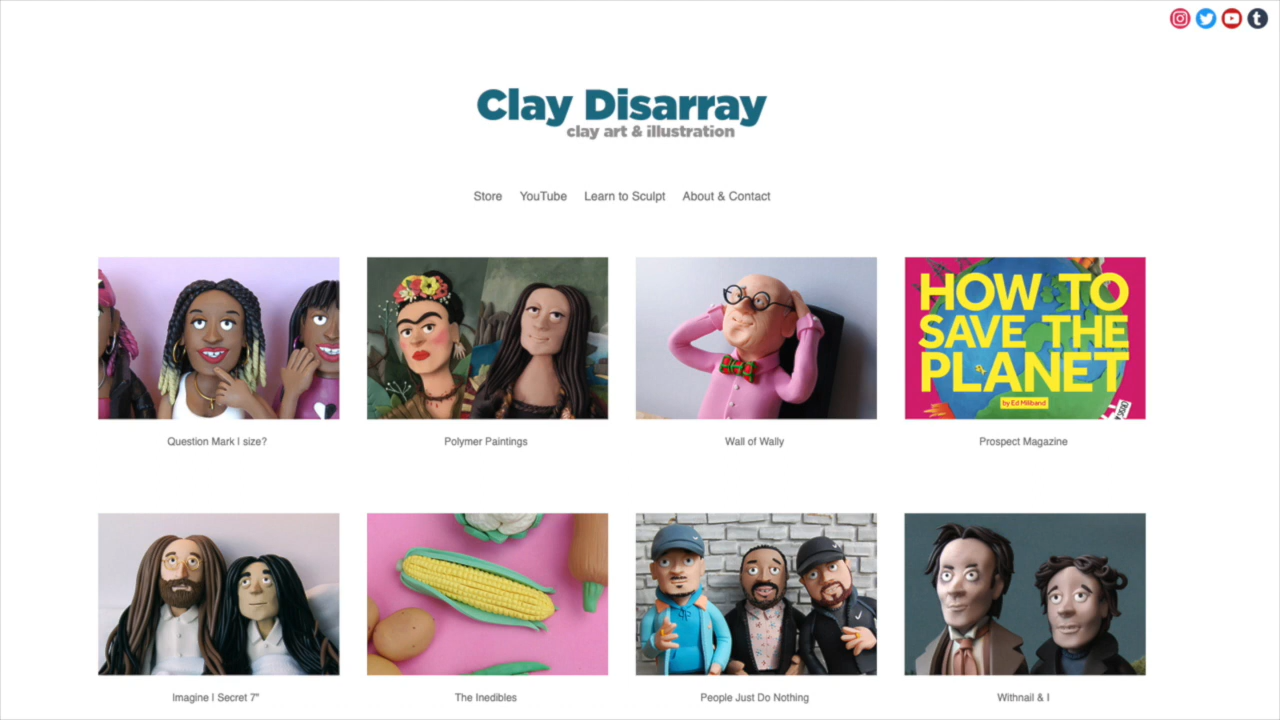 Clay Disarray
clay art & illustration
Store YouTube Learn to Sculpt About & Contact
HOW TO
SAVE THE
PLANET
by Ed Miliband
Question Mark | size?
Polymer Paintings
Wall of Wally
Prospect Magazine
Imagine | Secret 7"
The Inedibles
People Just Do Nothing
Withnail & I